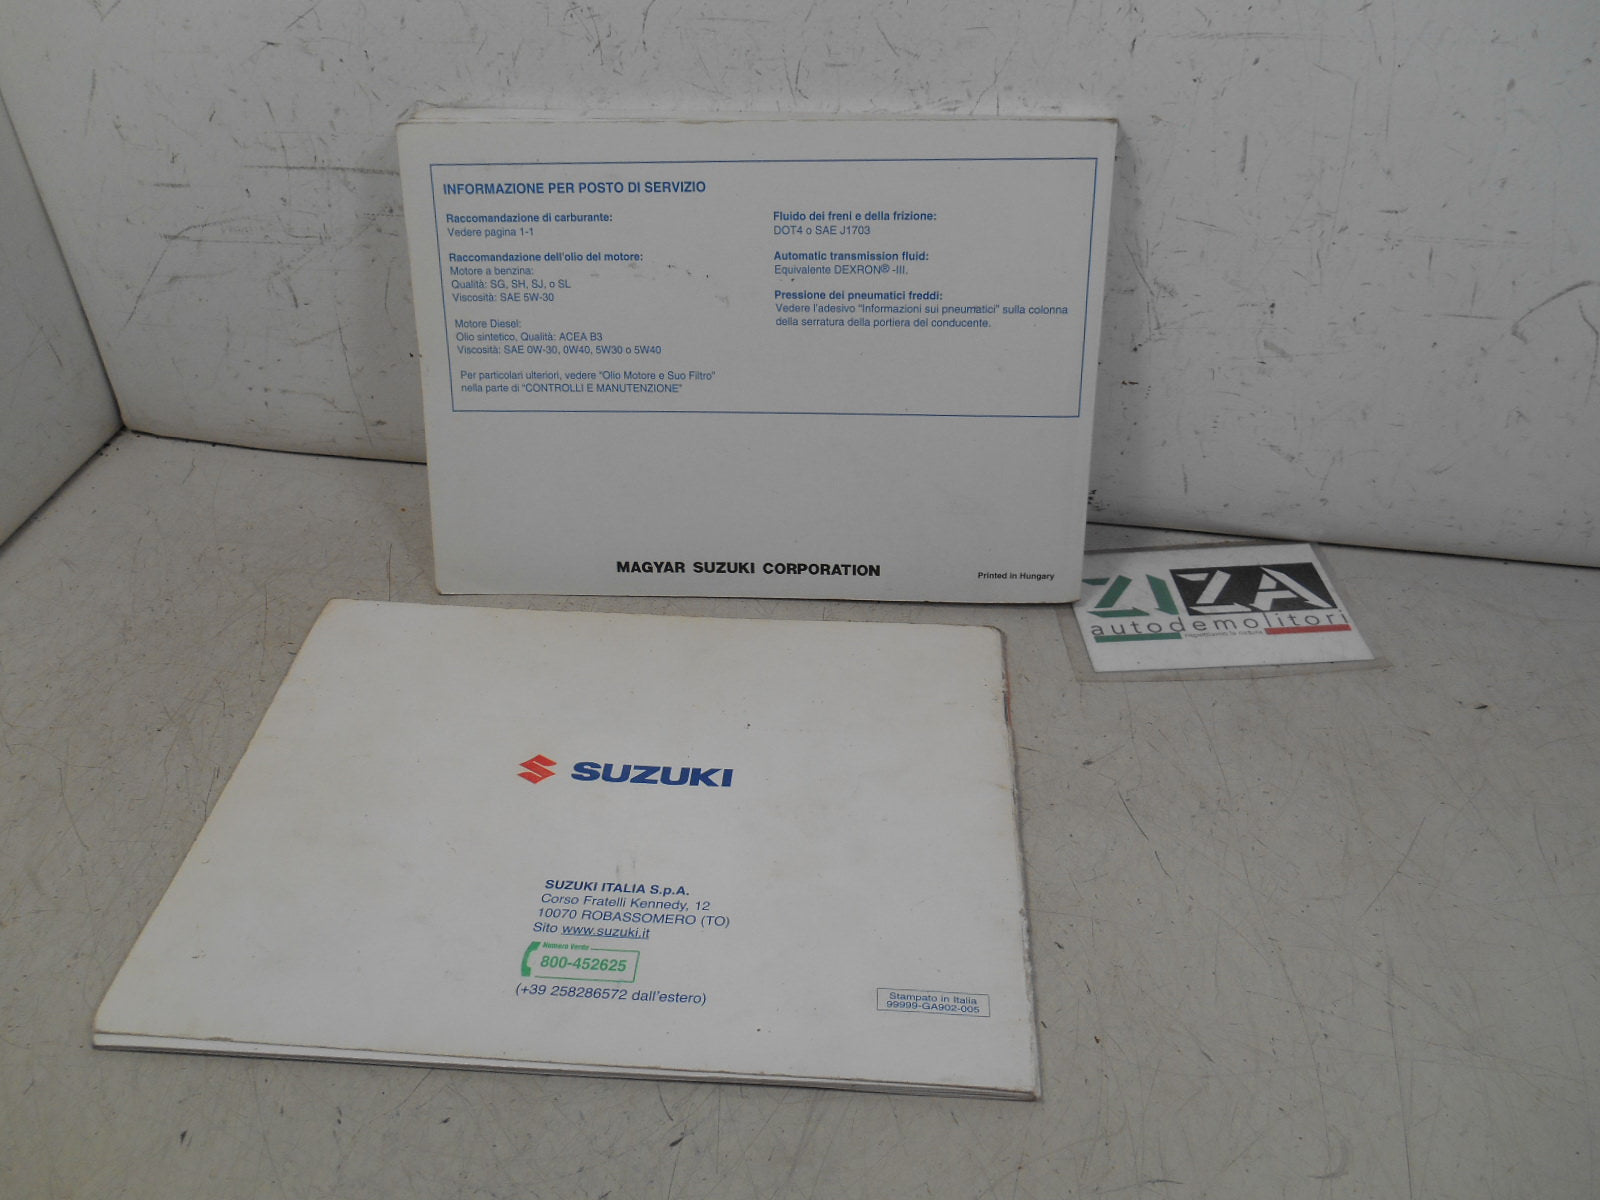 INFORMAZIONE PER POSTO DI SERVIZIO
Raccomandazione di carburante:
Vedere pagina 1-1
Raccomandazione dell'olio del motore:
Motore a benzina:
Qualità: SG, SH, SJ, o SL
Viscosità: SAE 5W-30
Motore Diesel:
Olio sintetico, Qualità: ACEA B3
Viscosità: SAE 0W-30, 0W40, 5W30 o 5W40
Per particolari ulteriori, vedere "Olio Motore e Suo Filtro"
nella parte di "CONTROLLI E MANUTENZIONE"
Fluido dei freni e della frizione:
DOT4 o SAE J1703
Automatic transmission fluid:
Equivalente DEXRON® -III.
Pressione dei pneumatici freddi:
Vedere l'adesivo "Informazioni sui pneumatici" sulla colonna
della serratura della portiera del conducente.
MAGYAR SUZUKI CORPORATION
Printed in Hungary
ZA
autodemolitori
SUZUKI
SUZUKI ITALIA S.p.A.
Corso Fratelli Kennedy, 12
10070 ROBASSOMERO (TO)
Sito www.suzuki.it
Numero Verde
800-452625
(+39 258286572 dall'estero)
Stampato in Italia
99999-GA902-005